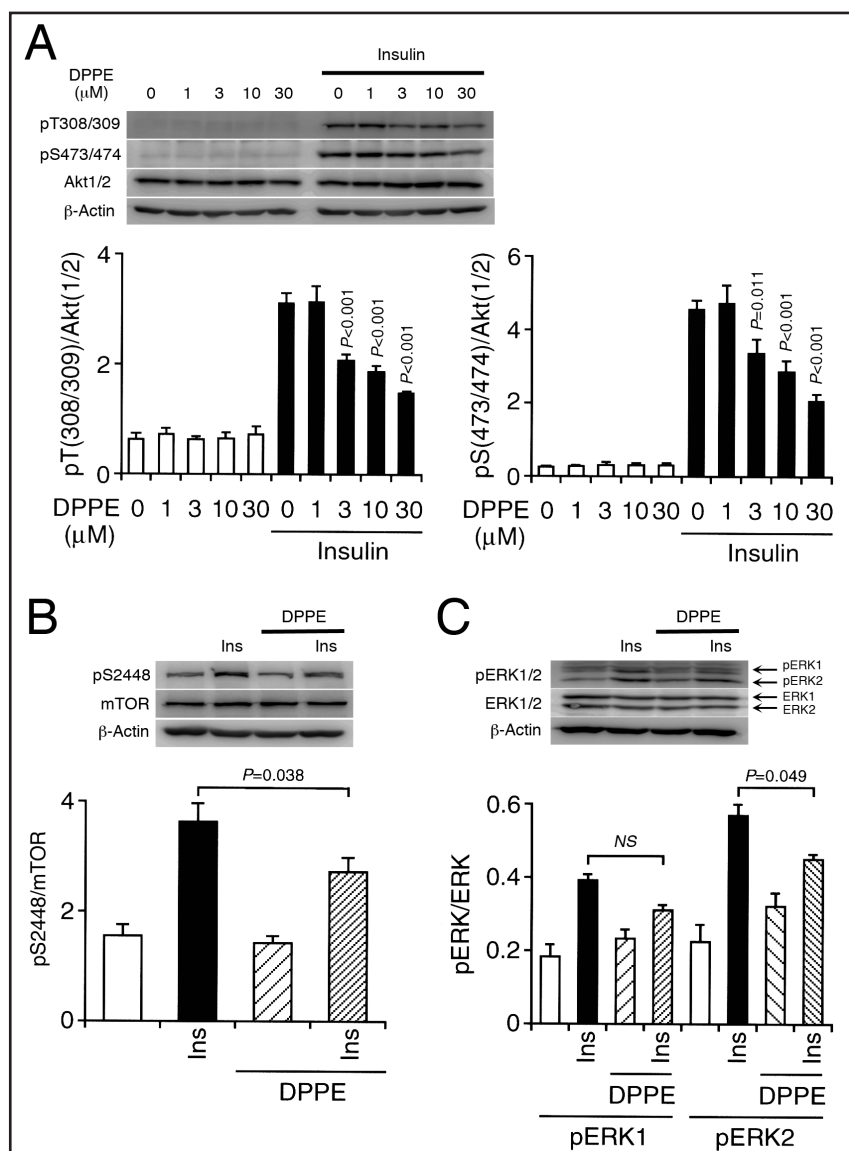 A
Insulin
DPPE
(μM)
0 1 3 10 30 0 1 3 10 30
pT308/309
pS473/474
Akt1/2
β-Actin
pT(308/309)/Akt(1/2)
4
2
0
P<0.001
P<0.001
P<0.001
DPPE 0 1 3 10 30 0 1 3 10 30
(μM)
Insulin
pS(473/474)/Akt(1/2)
6
4
2
0
P=0.011
P<0.001
P<0.001
DPPE 0 1 3 10 30 0 1 3 10 30
(μM)
Insulin
B
DPPE
Ins Ins
pS2448
mTOR
β-Actin
P=0.038
pS2448/mTOR
4
2
0
Ins Ins
DPPE
C
DPPE
Ins Ins
pERK1/2
pERK1
pERK2
ERK1/2
ERK1
ERK2
β-Actin
P=0.049
NS
pERK/ERK
0.6
0.4
0.2
0
Ins Ins Ins Ins
DPPE DPPE
pERK1 pERK2